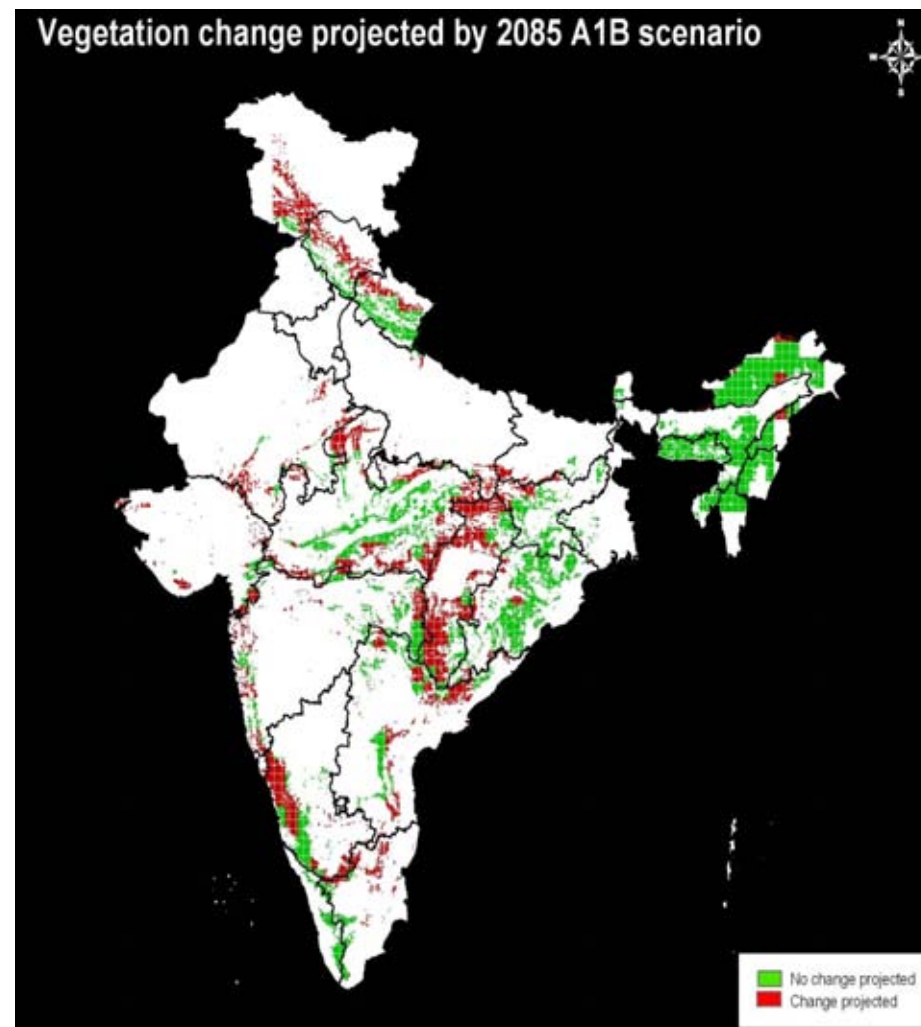 Vegetation change projected by 2085 A1B scenario
N
W
E
S
No change projected
Change projected